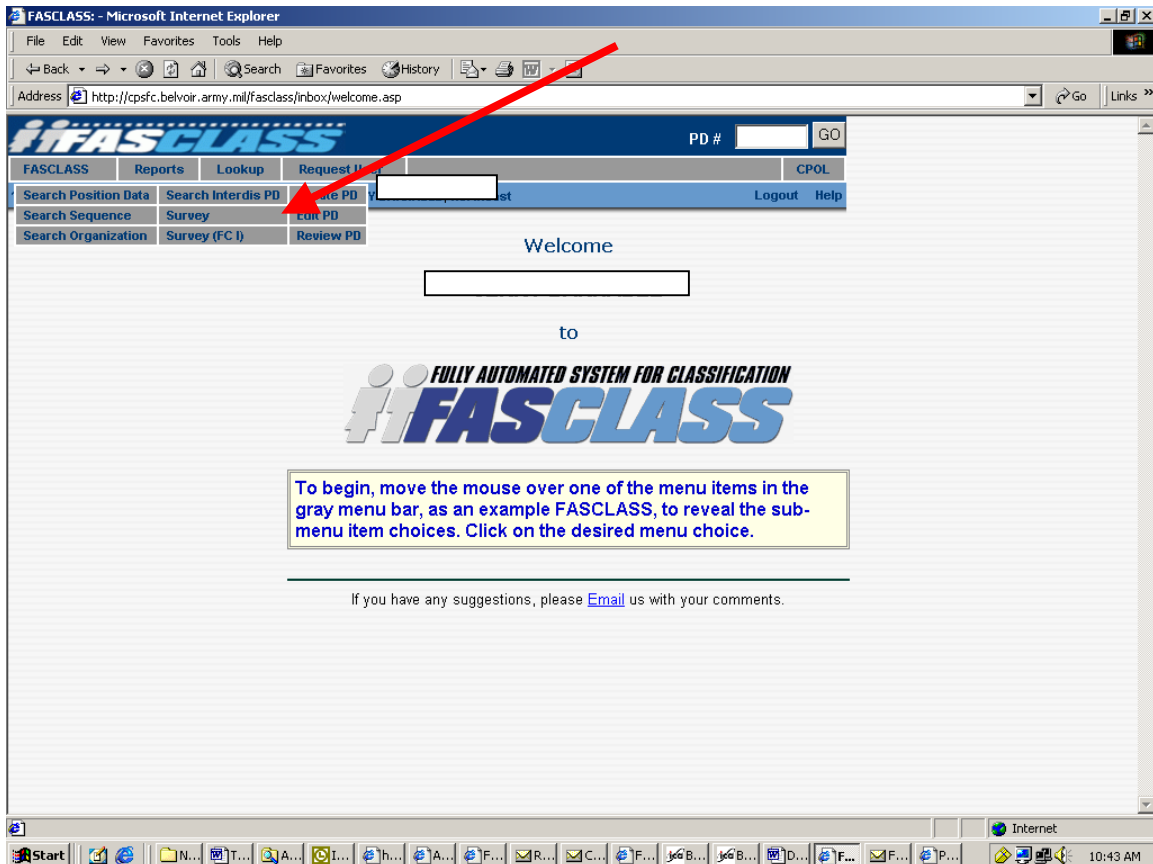 FASCLASS: - Microsoft Internet Explorer
File Edit View Favorites Tools Help
Back Search Favorites History
Address http://cpsfc.belvoir.army.mil/fasclass/inbox/welcome.asp Go Links »
FASCLASS PD # GO
FASCLASS Reports Lookup Request CPOL
Search Position Data Search Interdis PD PD Logout Help
Search Sequence Survey Edit PD
Search Organization Survey (FC I) Review PD
Welcome
to
FULLY AUTOMATED SYSTEM FOR CLASSIFICATION
FASCLASS
To begin, move the mouse over one of the menu items in the
gray menu bar, as an example FASCLASS, to reveal the sub-
menu item choices. Click on the desired menu choice.
If you have any suggestions, please Email us with your comments.
Internet
Start N... T... A... I... h... A... F... R... C... F... B... B... D... F... F... P... 10:43 AM